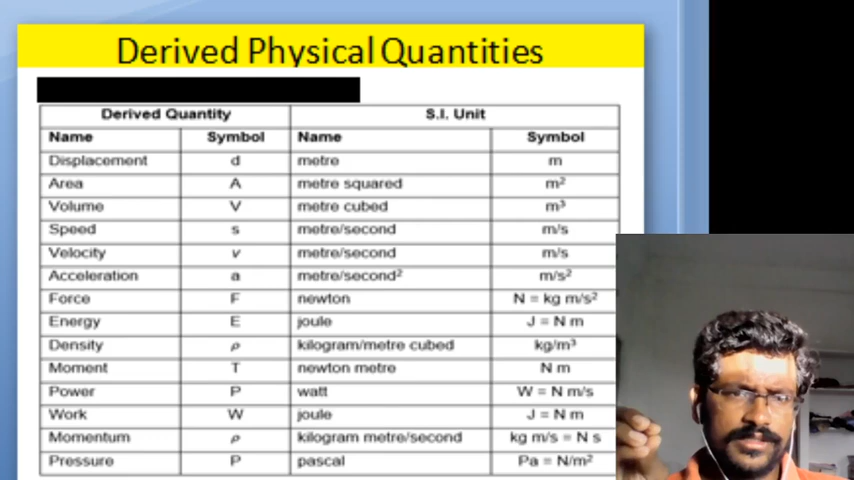 Derived Physical Quantities
Derived Quantity S.I. Unit
Name Symbol Name Symbol
Displacement d metre m
Area A metre squared m²
Volume V metre cubed m³
Speed s metre/second m/s
Velocity v metre/second m/s
Acceleration a metre/second² m/s²
Force F newton N = kg m/s²
Energy E joule J = N m
Density ρ kilogram/metre cubed kg/m³
Moment T newton metre N m
Power P watt W = N m/s
Work W joule J = N m
Momentum ρ kilogram metre/second kg m/s = N s
Pressure P pascal Pa = N/m²